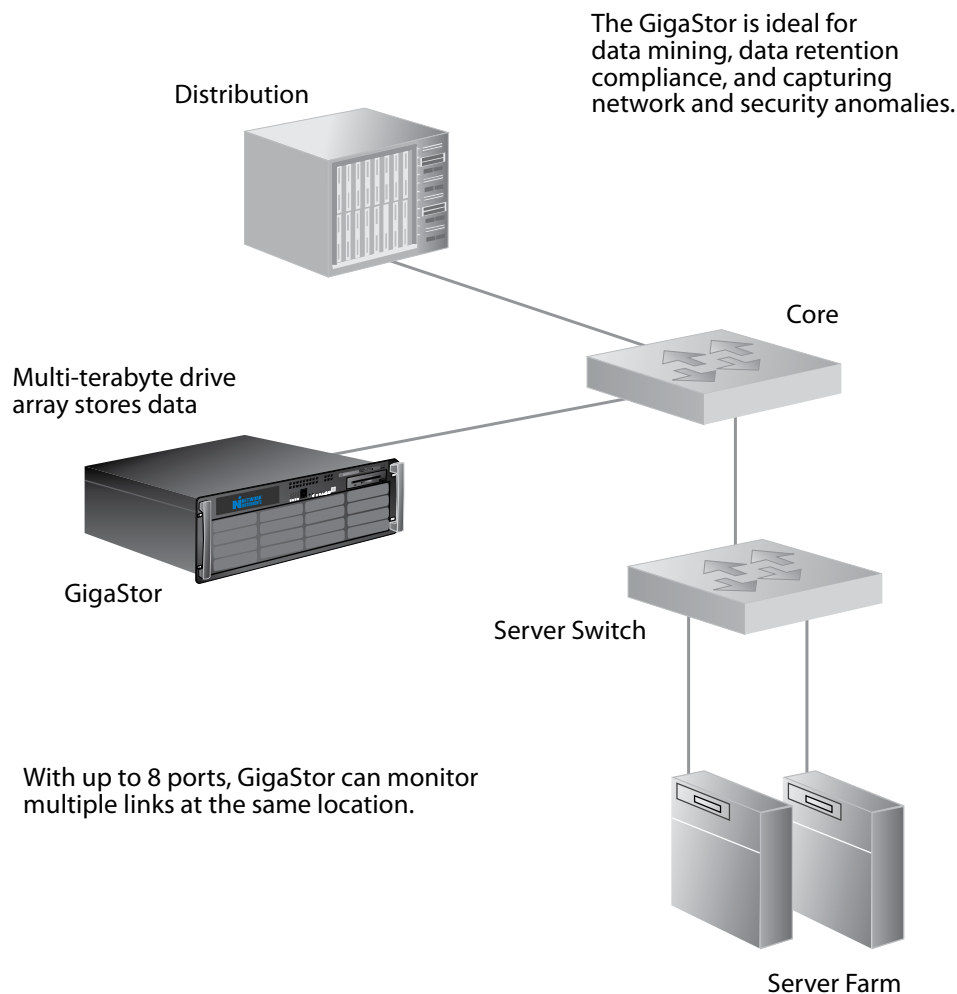 The GigaStor is ideal for
data mining, data retention
compliance, and capturing
network and security anomalies.
Distribution
Core
Multi-terabyte drive
array stores data
GigaStor
Server Switch
With up to 8 ports, GigaStor can monitor
multiple links at the same location.
Server Farm